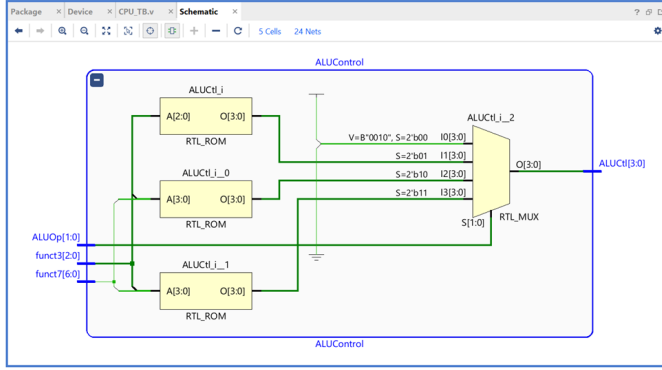 Package × Device × CPU_TB.v × Schematic ×
5 Cells 24 Nets
ALUControl
ALUCtl_i
A[2:0] O[3:0]
RTL_ROM
ALUCtl_i__0
A[3:0] O[3:0]
RTL_ROM
ALUCtl_i__1
A[3:0] O[3:0]
RTL_ROM
ALUOp[1:0]
funct3[2:0]
funct7[6:0]
ALUCtl_i__2
V=B"0010", S=2'b00 I0[3:0]
S=2'b01 I1[3:0]
S=2'b10 I2[3:0]
S=2'b11 I3[3:0]
O[3:0]
S[1:0]
RTL_MUX
ALUCtl[3:0]
ALUControl